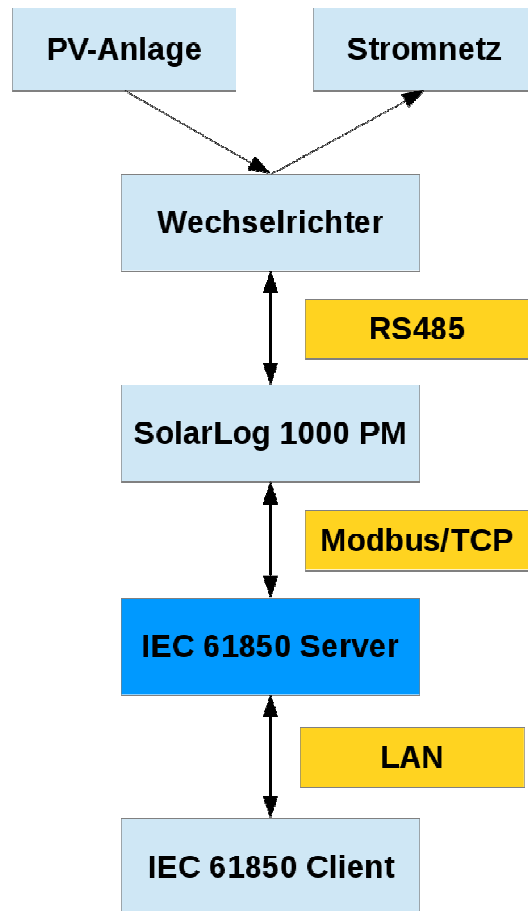 PV-Anlage
Stromnetz
Wechselrichter
RS485
SolarLog 1000 PM
Modbus/TCP
IEC 61850 Server
LAN
IEC 61850 Client